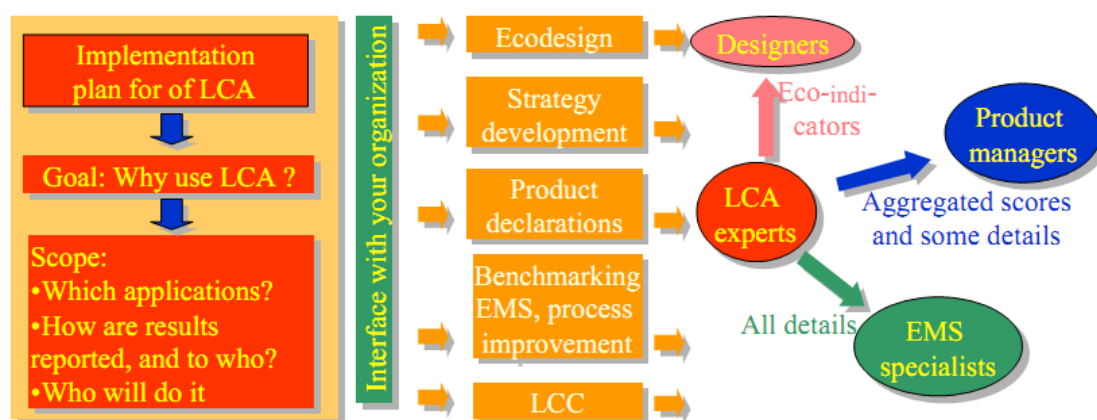 Implementation
plan for of LCA
Goal: Why use LCA ?
Scope:
•Which applications?
•How are results
reported, and to who?
•Who will do it
Interface with your organization
Ecodesign
Strategy
development
Product
declarations
Benchmarking
EMS, process
improvement
LCC
Designers
Eco-indi-
cators
LCA
experts
Product
managers
Aggregated scores
and some details
All details
EMS
specialists